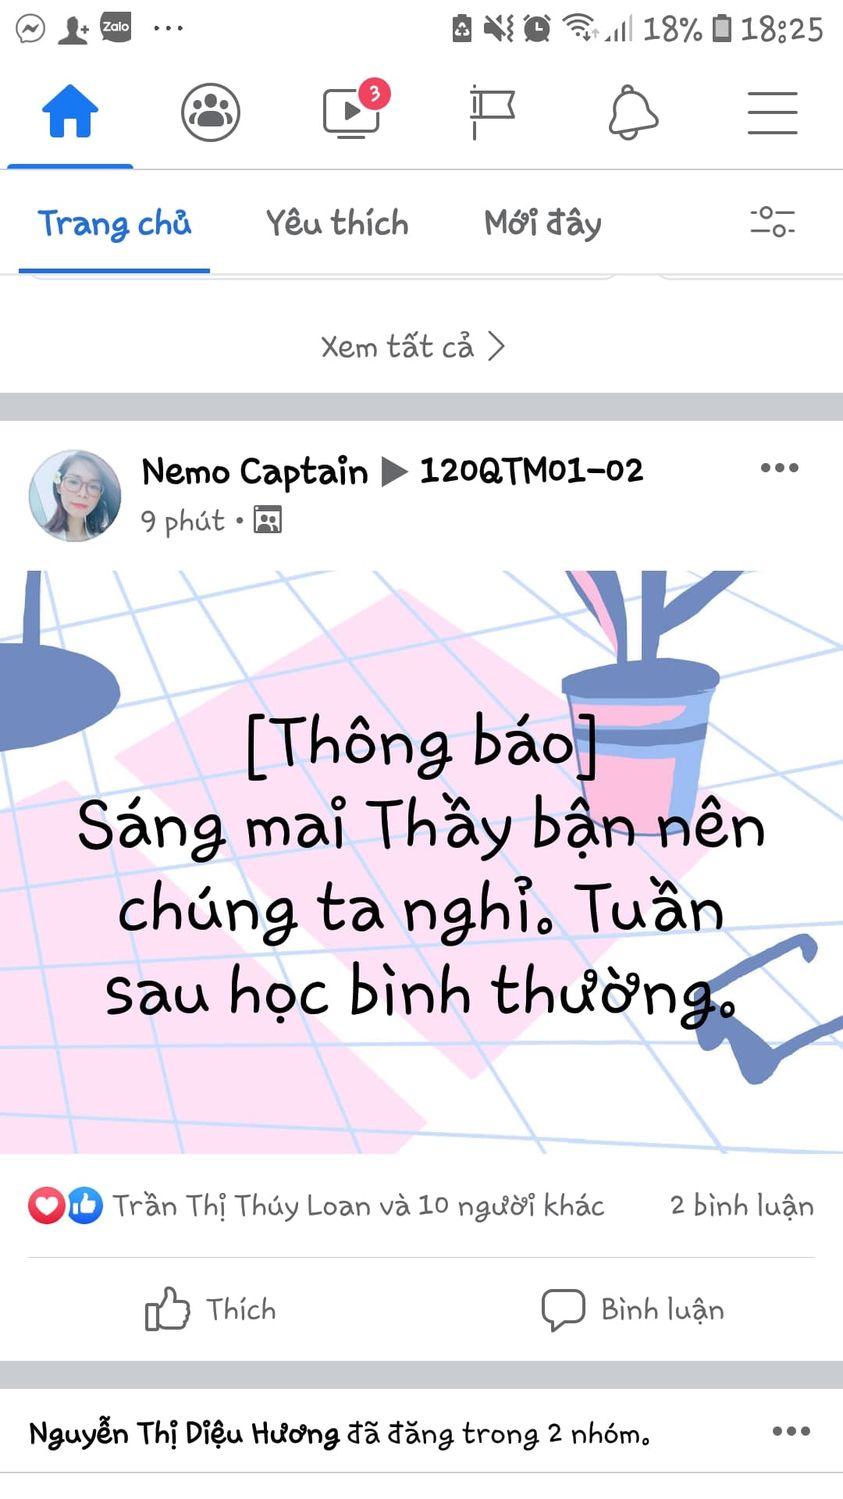 Zalo
18% 18:25
3
Trang chủ Yêu thích Mới đây
Xem tất cả
Nemo Captain ▶ 120QTM01-02
9 phút •
[Thông báo]
Sáng mai Thầy bận nên
chúng ta nghỉ. Tuần
sau học bình thường.
Trần Thị Thúy Loan và 10 người khác 2 bình luận
Thích Bình luận
Nguyễn Thị Diệu Hương đã đăng trong 2 nhóm.